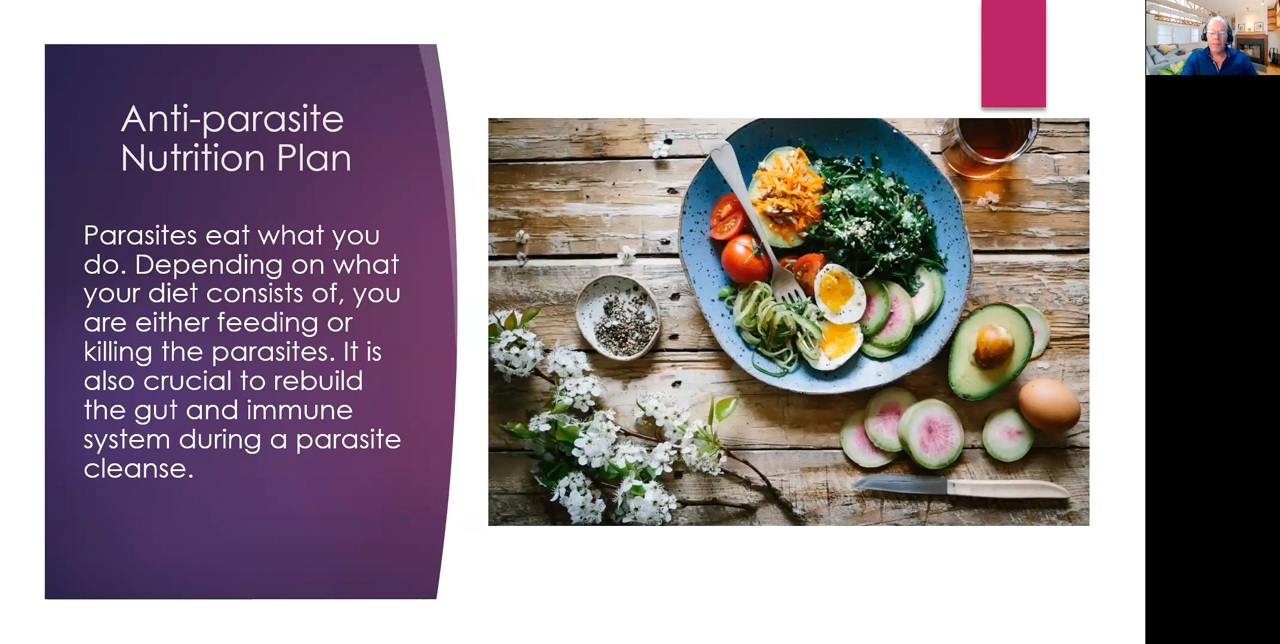 Anti-parasite
Nutrition Plan
Parasites eat what you
do. Depending on what
your diet consists of, you
are either feeding or
killing the parasites. It is
also crucial to rebuild
the gut and immune
system during a parasite
cleanse.